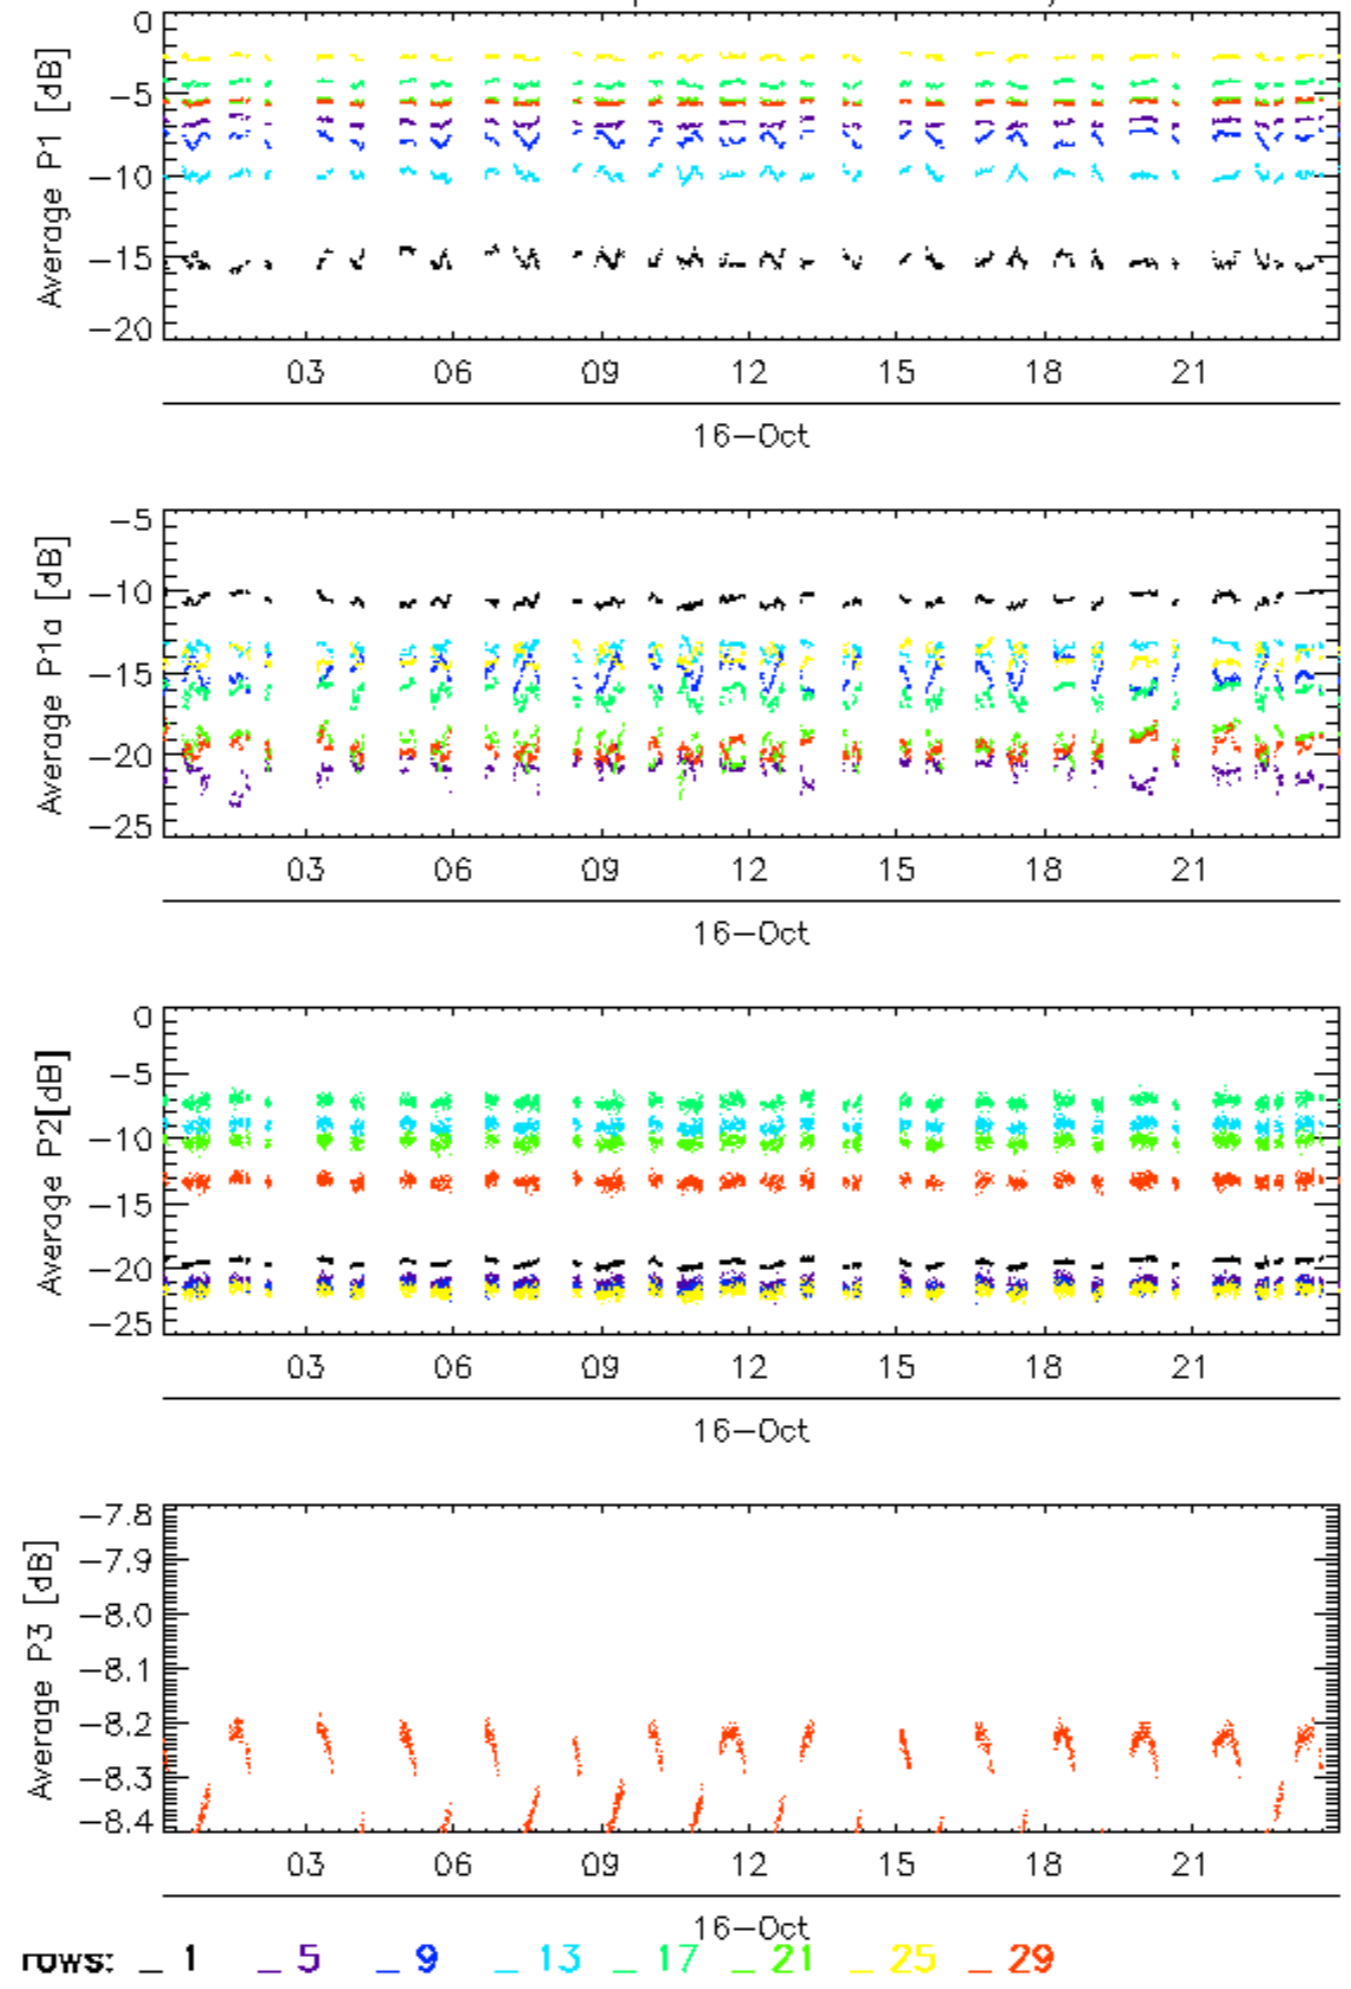 0
−5
−10
−15
−20
Average P1 [dB]
03 06 09 12 15 18 21
16−Oct
−5
−10
−15
−20
−25
Average P1a [dB]
03 06 09 12 15 18 21
16−Oct
0
−5
−10
−15
−20
−25
Average P2[dB]
03 06 09 12 15 18 21
16−Oct
−7.8
−7.9
−8.0
−8.1
−8.2
−8.3
−8.4
Average P3 [dB]
03 06 09 12 15 18 21
16−Oct
rows: _ 1 _ 5 _ 9 _ 13 _ 17 _ 21 _ 25 _ 29